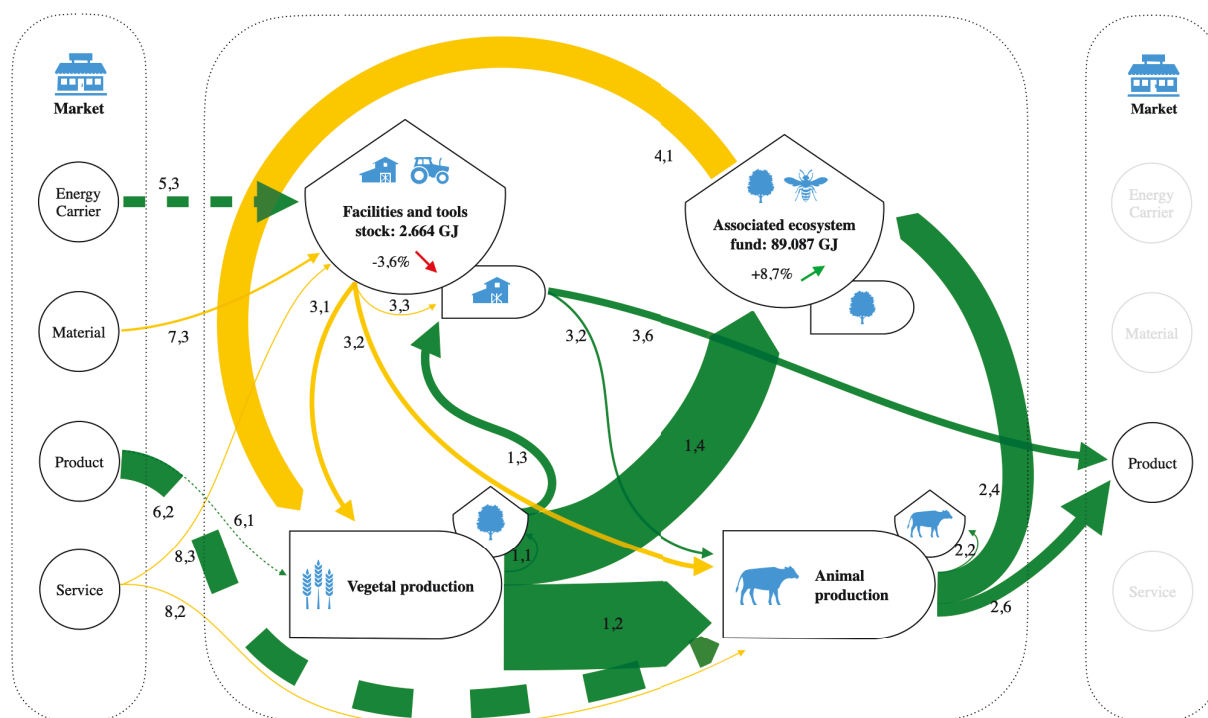 Market
Energy
Carrier
Material
Product
Service
5,3
7,3
6,2
6,1
8,3
8,2
Facilities and tools
stock: 2.664 GJ
-3,6%
3,1
3,3
3,2
4,1
Associated ecosystem
fund: 89.087 GJ
+8,7%
3,2
3,6
1,3
1,4
1,1
1,2
Vegetal production
Animal
production
2,4
2,2
2,6
Market
Energy
Carrier
Material
Product
Service